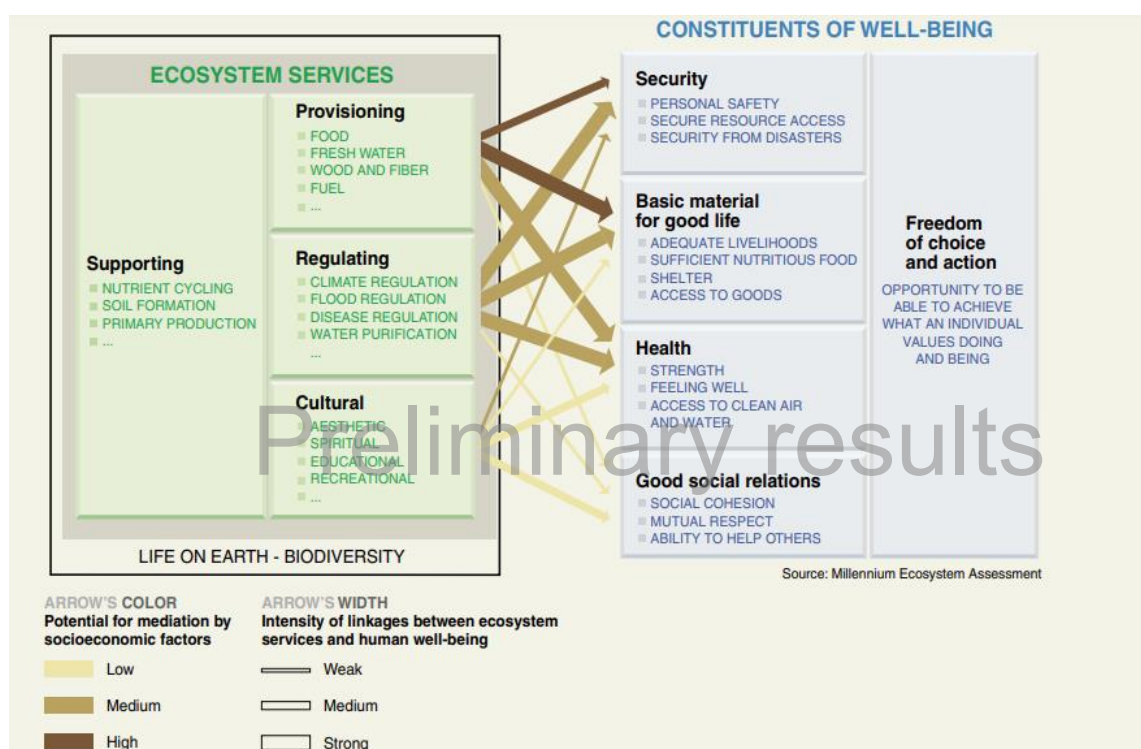 CONSTITUENTS OF WELL-BEING
ECOSYSTEM SERVICES
Supporting
NUTRIENT CYCLING
SOIL FORMATION
PRIMARY PRODUCTION
...
Provisioning
FOOD
FRESH WATER
WOOD AND FIBER
FUEL
...
Regulating
CLIMATE REGULATION
FLOOD REGULATION
DISEASE REGULATION
WATER PURIFICATION
...
Cultural
AESTHETIC
SPIRITUAL
EDUCATIONAL
RECREATIONAL
...
LIFE ON EARTH - BIODIVERSITY
Security
PERSONAL SAFETY
SECURE RESOURCE ACCESS
SECURITY FROM DISASTERS
Basic material
for good life
ADEQUATE LIVELIHOODS
SUFFICIENT NUTRITIOUS FOOD
SHELTER
ACCESS TO GOODS
Health
STRENGTH
FEELING WELL
ACCESS TO CLEAN AIR
AND WATER
Good social relations
SOCIAL COHESION
MUTUAL RESPECT
ABILITY TO HELP OTHERS
Freedom
of choice
and action
OPPORTUNITY TO BE
ABLE TO ACHIEVE
WHAT AN INDIVIDUAL
VALUES DOING
AND BEING
Preliminary results
Source: Millennium Ecosystem Assessment
ARROW'S COLOR
Potential for mediation by
socioeconomic factors
Low
Medium
High
ARROW'S WIDTH
Intensity of linkages between ecosystem
services and human well-being
Weak
Medium
Strong